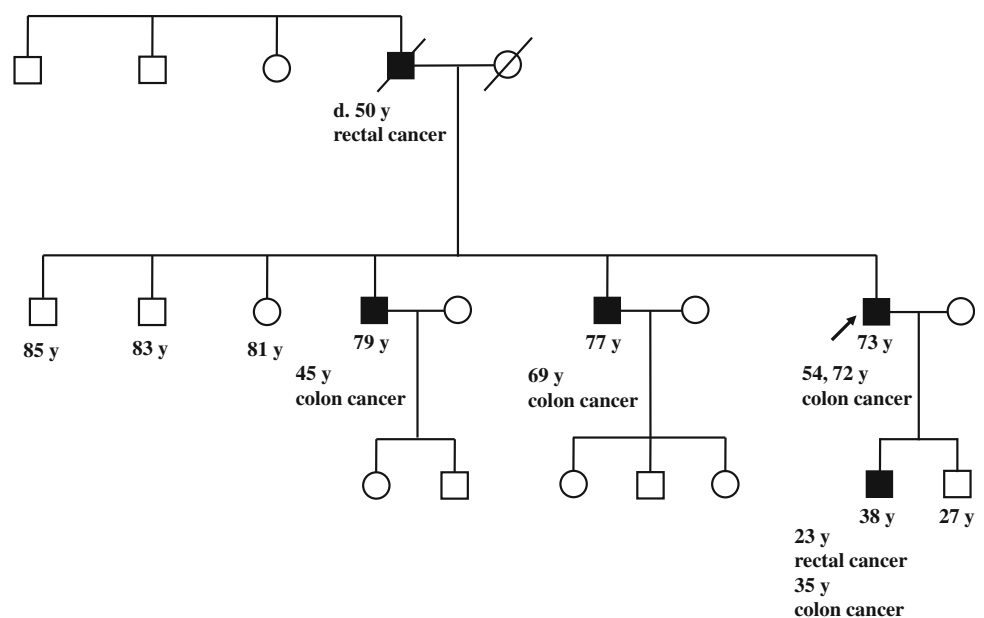 d. 50 y
rectal cancer
85 y
83 y
81 y
79 y
77 y
73 y
45 y
colon cancer
69 y
colon cancer
54, 72 y
colon cancer
38 y
27 y
23 y
rectal cancer
35 y
colon cancer